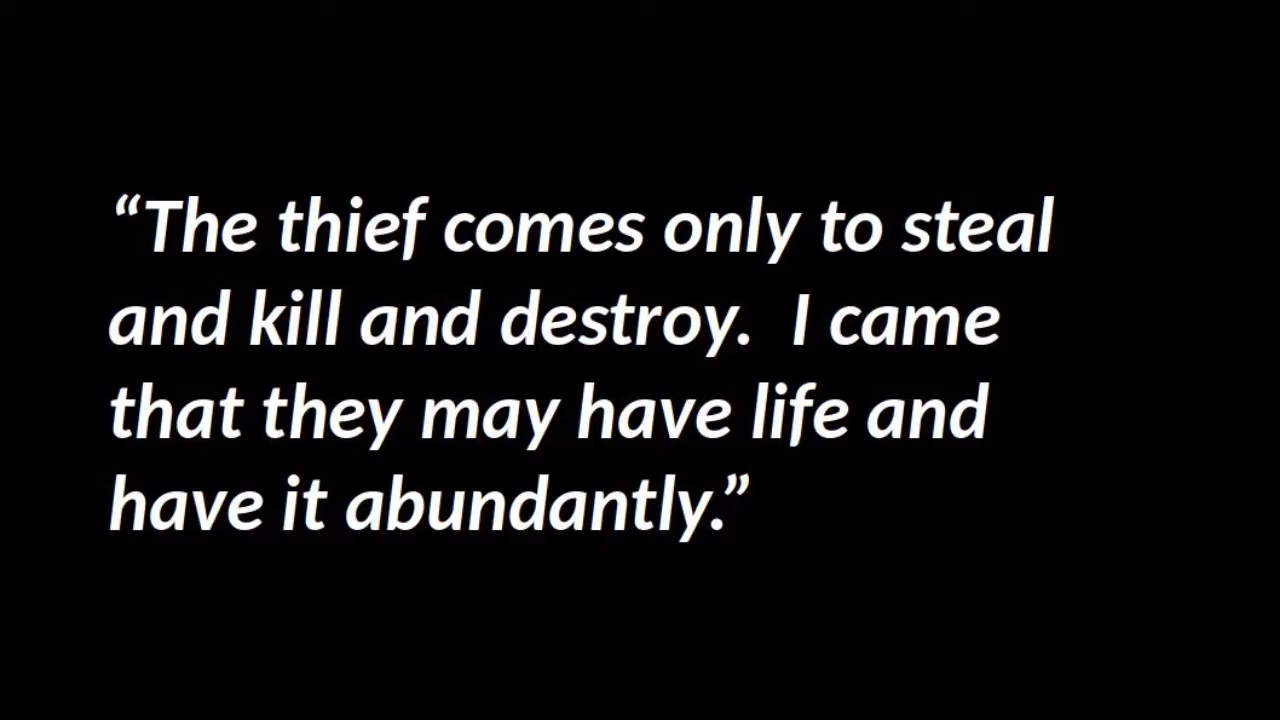 “The thief comes only to steal
and kill and destroy.  I came
that they may have life and
have it abundantly.”